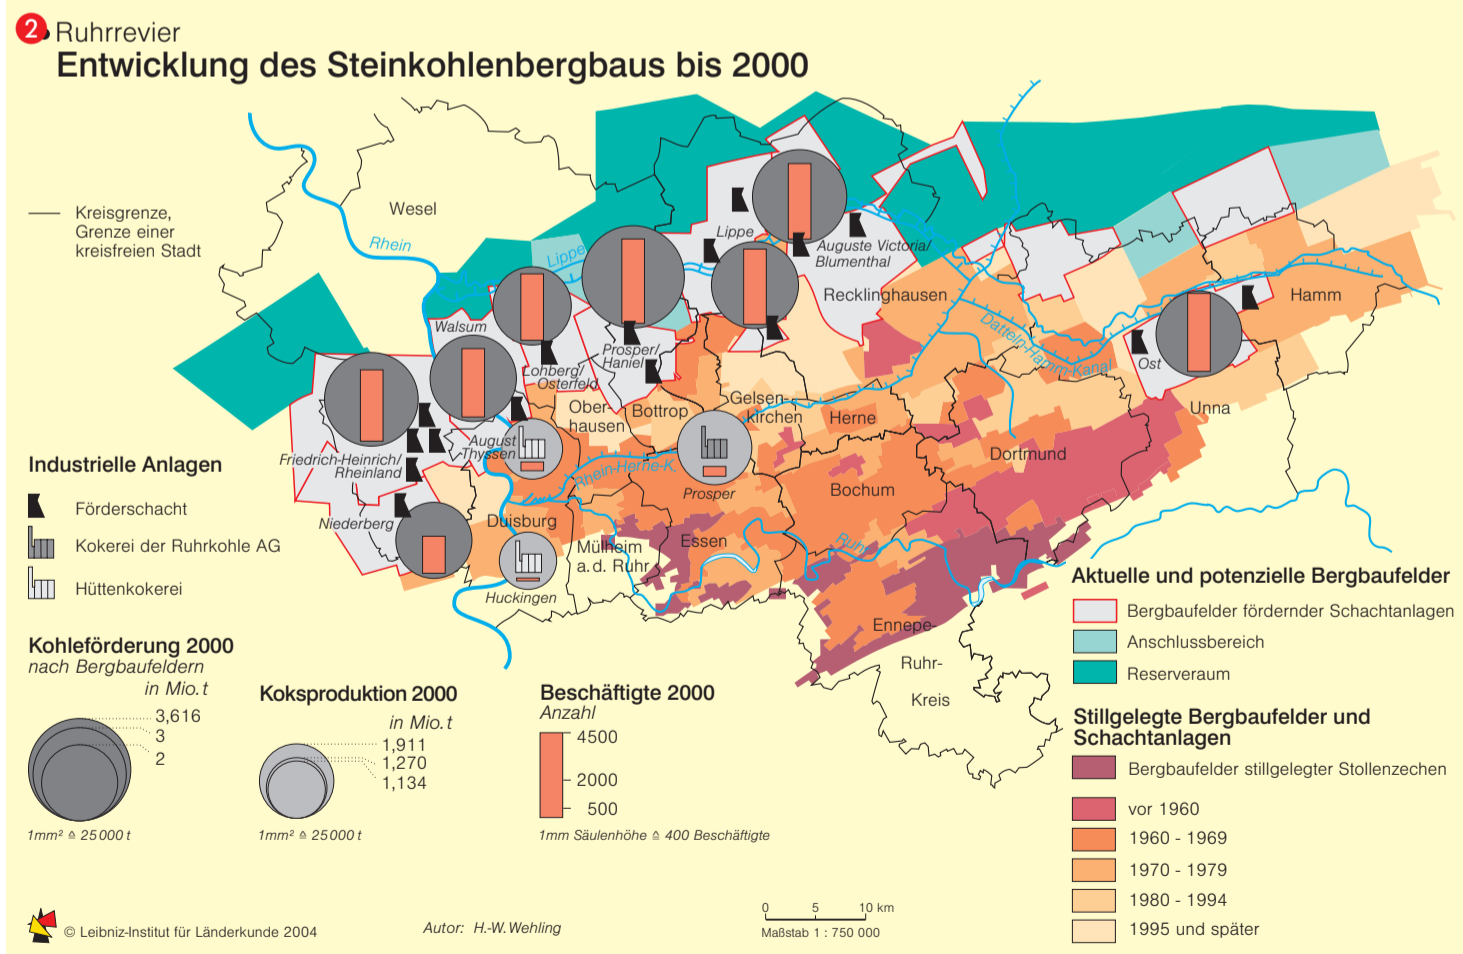 2 Ruhrrevier
Entwicklung des Steinkohlenbergbaus bis 2000
Kreisgrenze,
Grenze einer
kreisfreien Stadt
Wesel
Rhein
Lippe
Lippe
Auguste Victoria/
Blumenthal
Recklinghausen
Hamm
Walsum
Datteln-Hamm-Kanal
Prosper/
Haniel
Lohberg/
Osterfeld
Ost
Ober-
hausen
Bottrop
Gelsen-
kirchen
Herne
Unna
August
Thyssen
Friedrich-Heinrich/
Rheinland
Rhein-Herne-K.
Dortmund
Prosper
Bochum
Niederberg
Duisburg
Mülheim
a. d. Ruhr
Essen
Ruhr
Huckingen
Ennepe-
Ruhr-
Kreis
Industrielle Anlagen
Förderschacht
Kokerei der Ruhrkohle AG
Hüttenkokerei
Kohleförderung 2000
nach Bergbaufeldern
in Mio. t
3,616
3
2
1mm² ≙ 25 000 t
Koksproduktion 2000
in Mio. t
1,911
1,270
1,134
1mm² ≙ 25 000 t
Beschäftigte 2000
Anzahl
4500
2000
500
1mm Säulenhöhe ≙ 400 Beschäftigte
Aktuelle und potenzielle Bergbaufelder
Bergbaufelder fördernder Schachtanlagen
Anschlussbereich
Reserveraum
Stillgelegte Bergbaufelder und
Schachtanlagen
Bergbaufelder stillgelegter Stollenzechen
vor 1960
1960 - 1969
1970 - 1979
1980 - 1994
1995 und später
© Leibniz-Institut für Länderkunde 2004
Autor: H.-W. Wehling
0 5 10 km
Maßstab 1 : 750 000